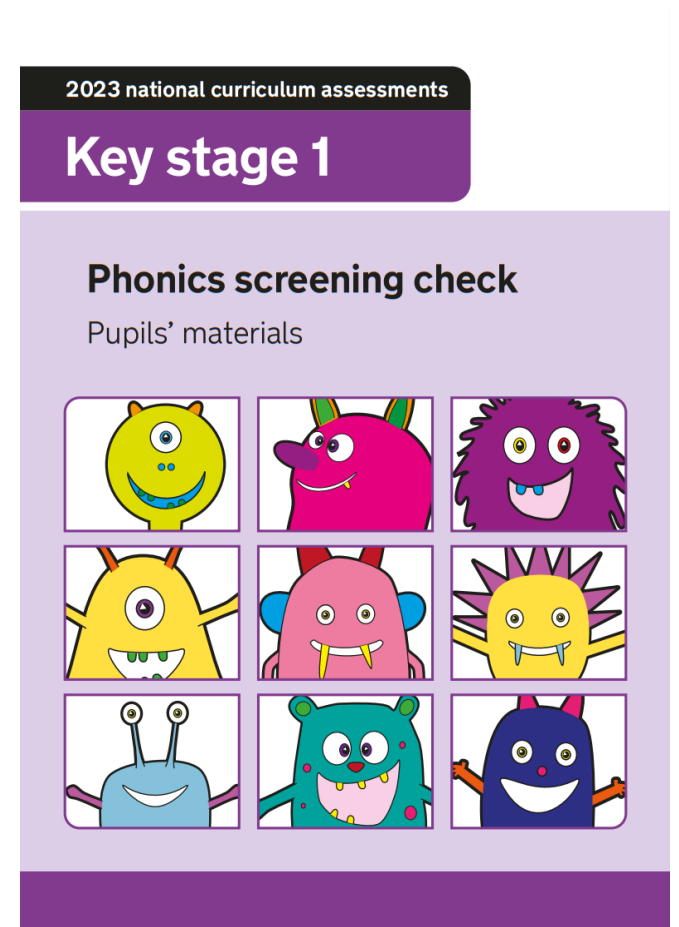 2023 national curriculum assessments
Key stage 1
Phonics screening check
Pupils’ materials